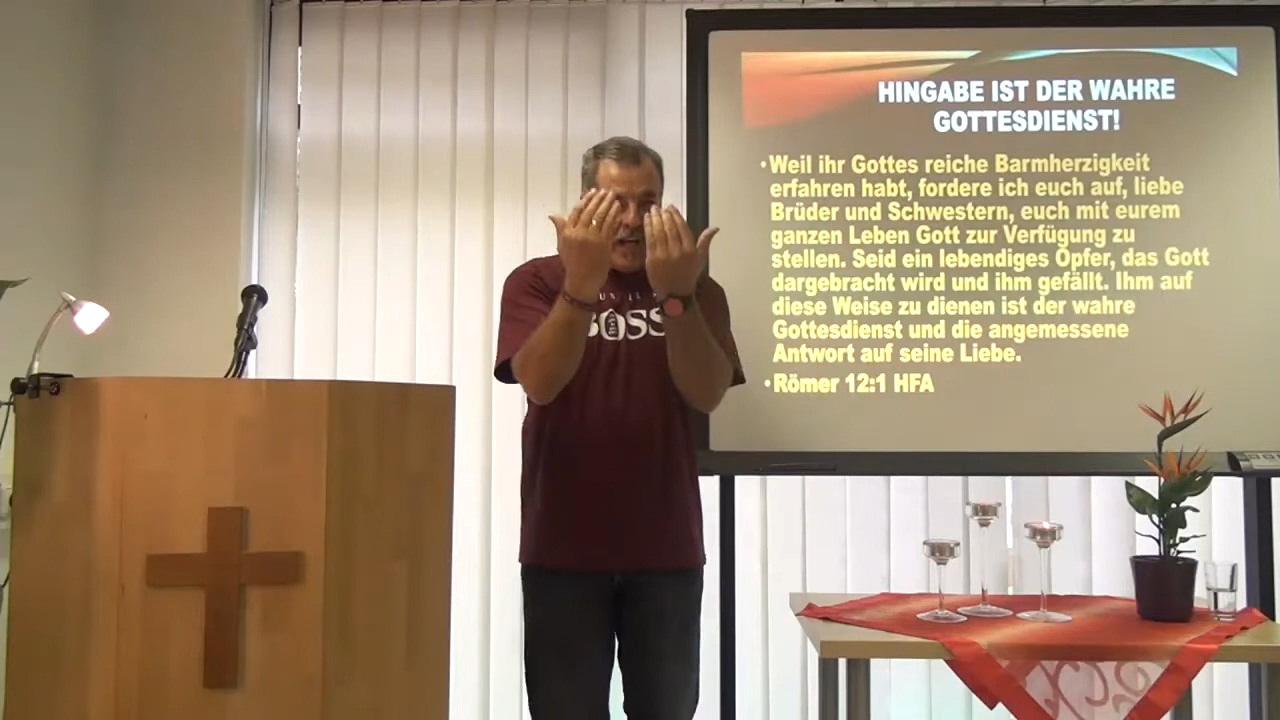 HINGABE IST DER WAHRE
GOTTESDIENST!
•Weil ihr Gottes reiche Barmherzigkeit
erfahren habt, fordere ich euch auf, liebe
Brüder und Schwestern, euch mit eurem
ganzen Leben Gott zur Verfügung zu
stellen. Seid ein lebendiges Opfer, das Gott
dargebracht wird und ihm gefällt. Ihm auf
diese Weise zu dienen ist der wahre
Gottesdienst und die angemessene
Antwort auf seine Liebe.
•Römer 12:1 HFA
BOSS